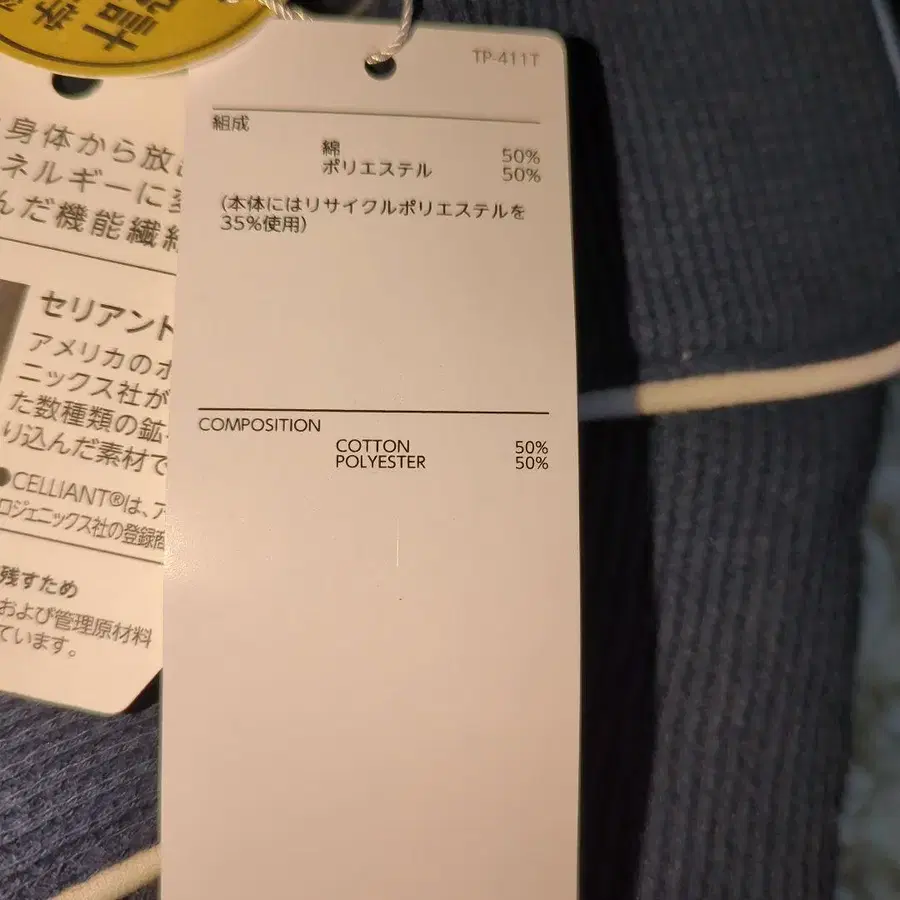 TP-411T
組成
綿 50%
ポリエステル 50%
(本体にはリサイクルポリエステルを
35%使用)
COMPOSITION
COTTON 50%
POLYESTER 50%
身体から放
ネルギーに
んだ機能繊
セリアント
アメリカのホ
ニックス社が
た数種類の鉱
り込んだ素材で
●CELLIANT®は、ア
ロジェニックス社の登録商
残すため
および管理原材料
ています。